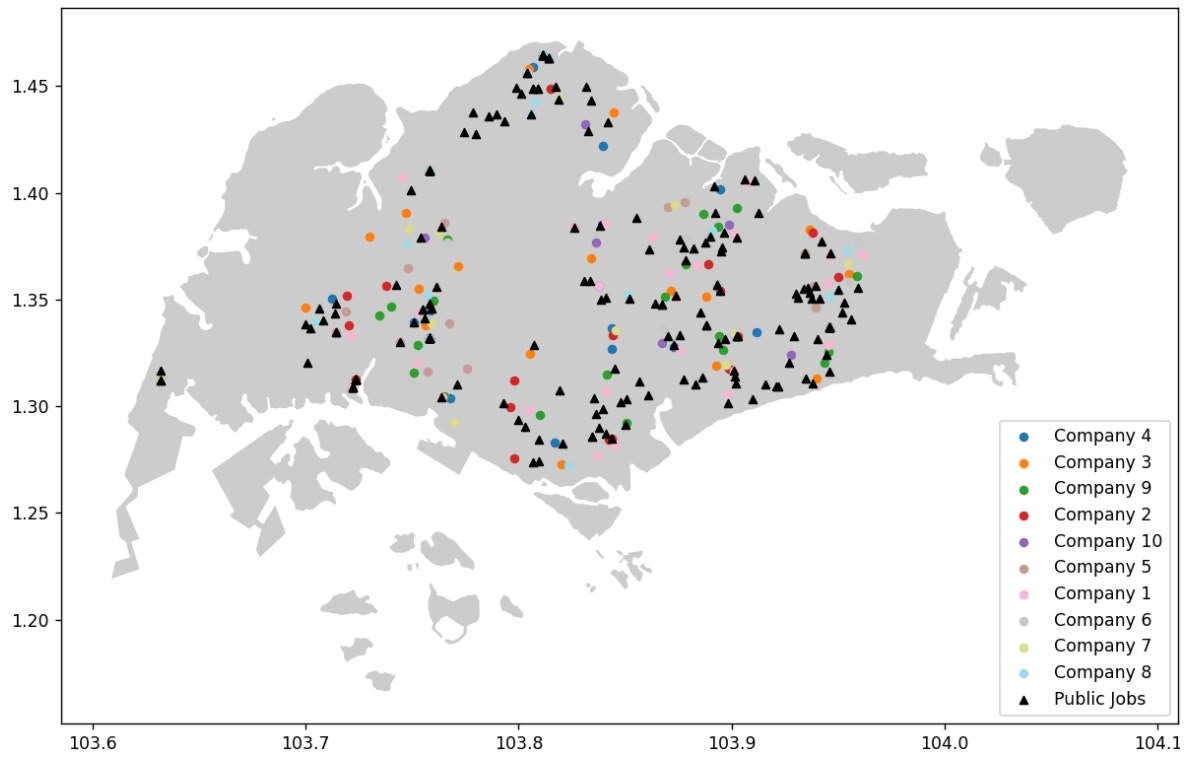 1.45
1.40
1.35
1.30
1.25
1.20
103.6
103.7
103.8
103.9
104.0
104.1
Company 4
Company 3
Company 9
Company 2
Company 10
Company 5
Company 1
Company 6
Company 7
Company 8
Public Jobs